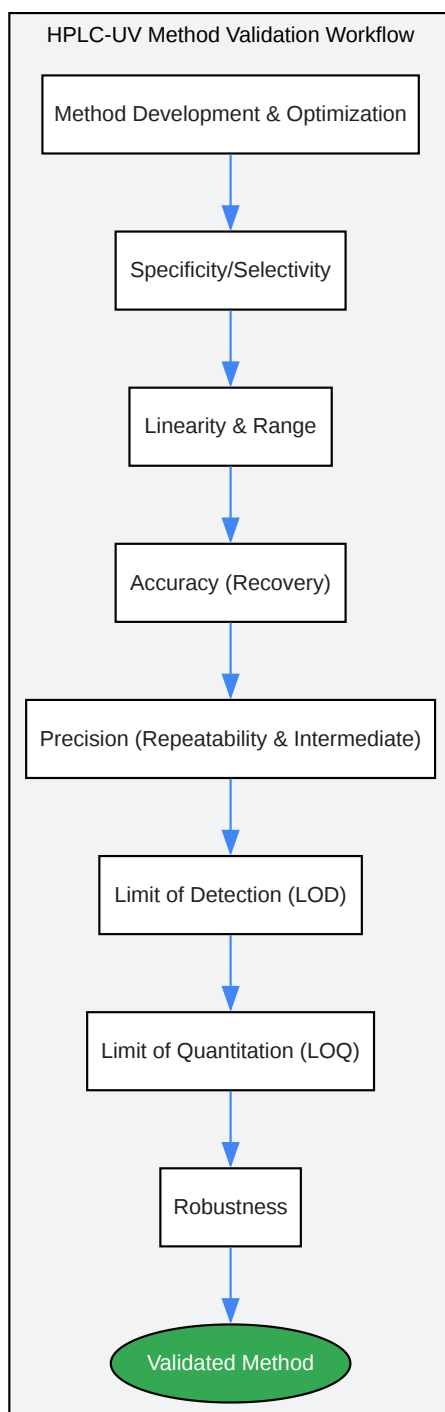 HPLC-UV Method Validation Workflow
Method Development & Optimization
Specificity/Selectivity
Linearity & Range
Accuracy (Recovery)
Precision (Repeatability & Intermediate)
Limit of Detection (LOD)
Limit of Quantitation (LOQ)
Robustness
Validated Method